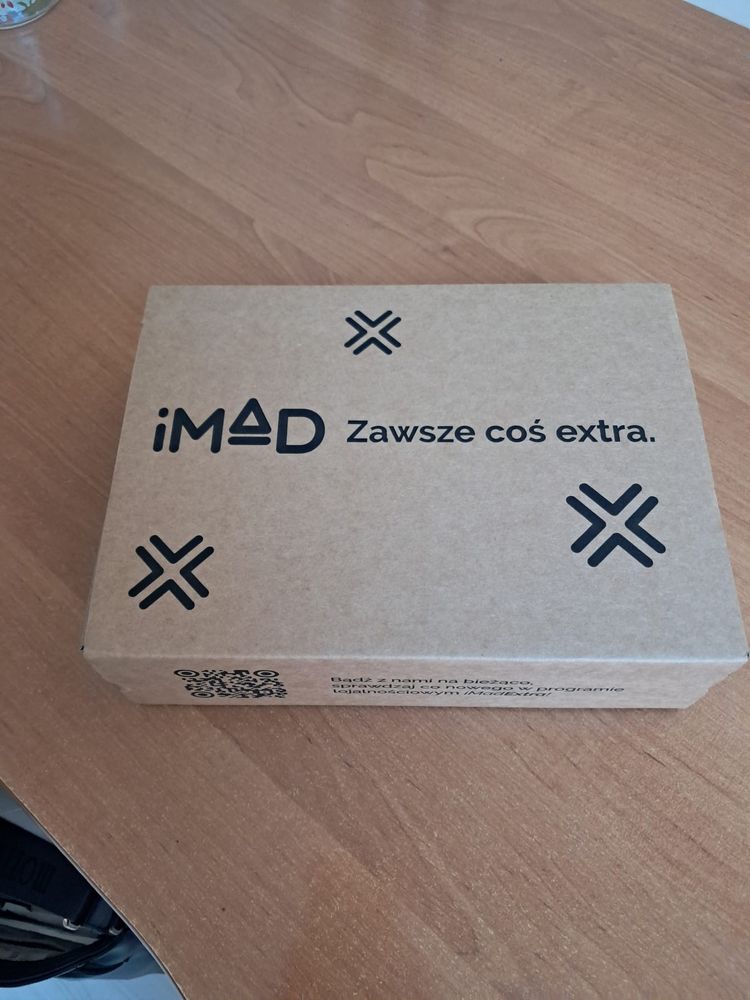 iMAD Zawsze coś extra.
Bądź z nami na bieżąco,
sprawdzaj co nowego w programie
lojalnościowym iMadExtra!